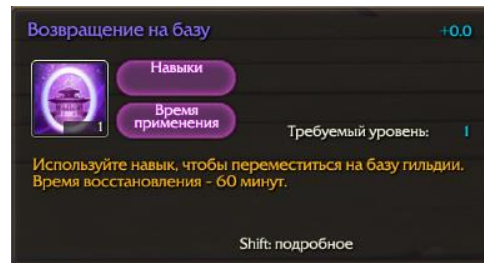 Возвращение на базу +0.0
Навыки
Время
применения
1
Требуемый уровень: 1
Используйте навык, чтобы переместиться на базу гильдии.
Время восстановления - 60 минут.
Shift: подробное